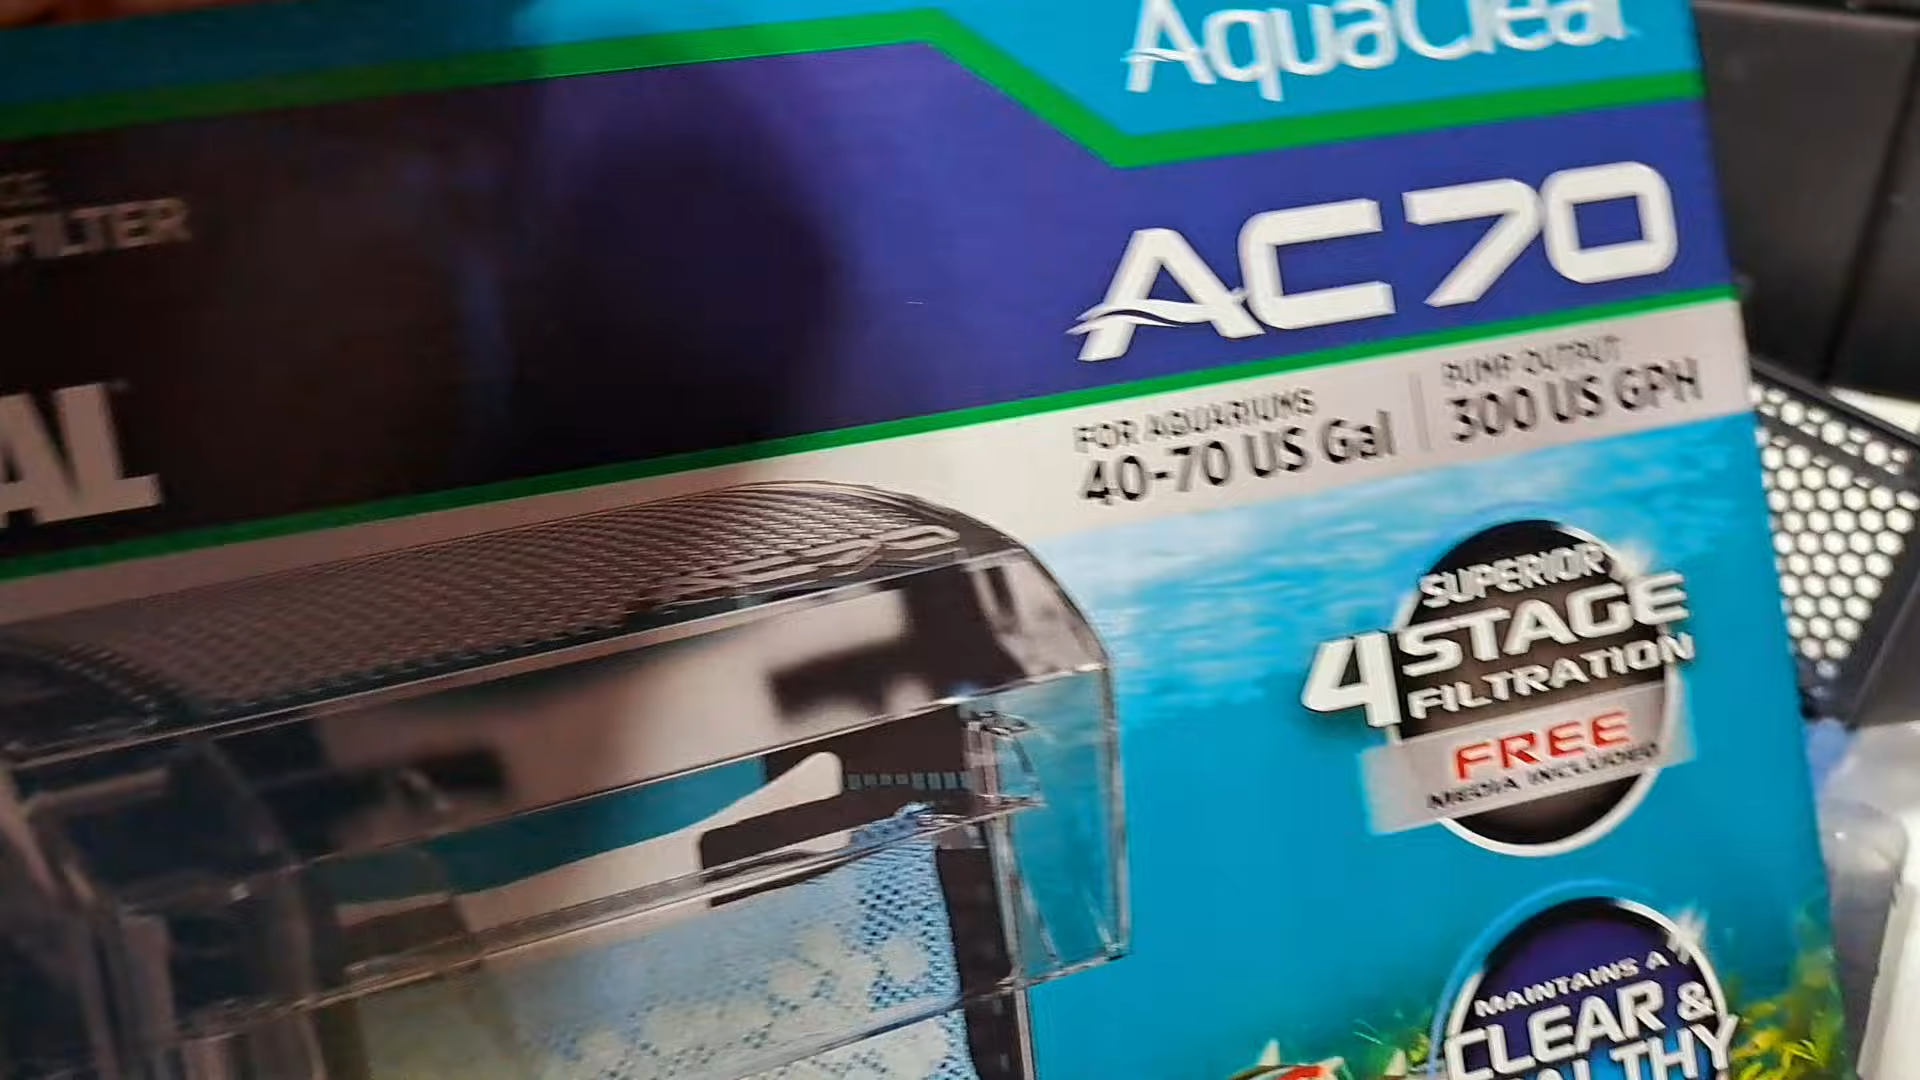 AquaClear
AC70
FILTER
AL
FOR AQUARIUMS
40-70 US Gal
PUMP OUTPUT
300 US GPH
SUPERIOR
4 STAGE
FILTRATION
FREE
MEDIA INCLUDED
MAINTAINS A
CLEAR &